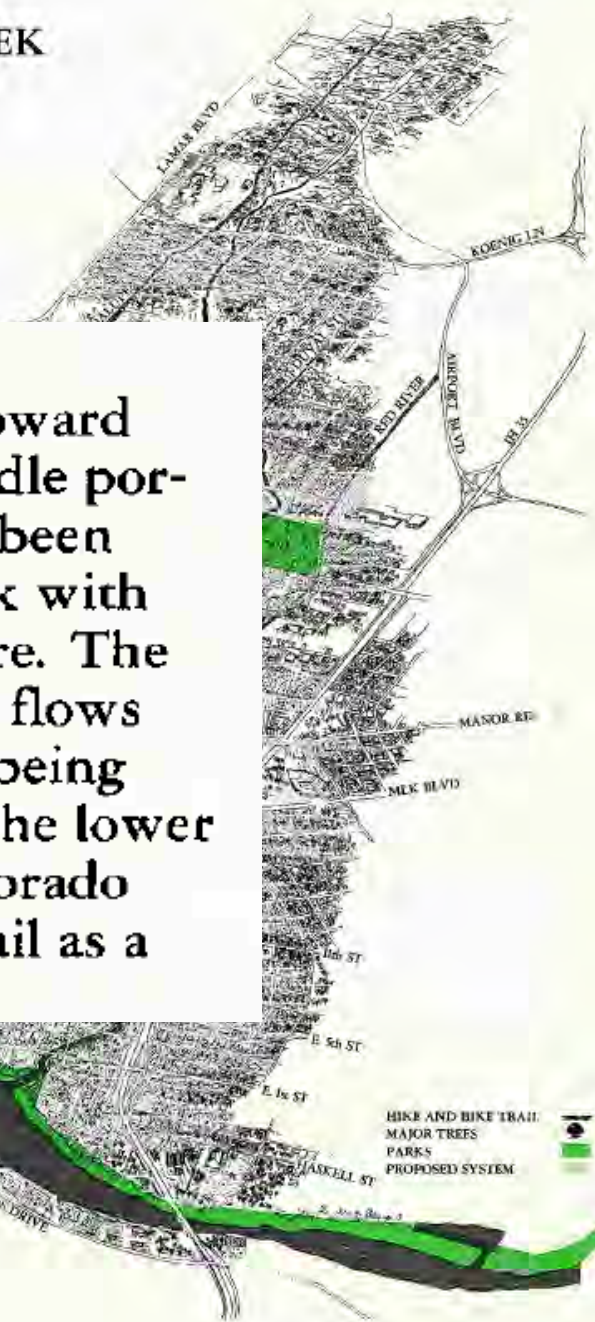 EK
LAMAR BLVD
KOENIG LN
DUVAL ST
RED RIVER
AIRPORT BLVD
IH 35
oward
dle por-
been
k with
re. The
flows
being
he lower
orado
ail as a
MANOR RD
MLK BLVD
11th ST
E 5th ST
E 1st ST
HASKELL ST
DRIVE
HIKE AND BIKE TRAIL
MAJOR TREES
PARKS
PROPOSED SYSTEM